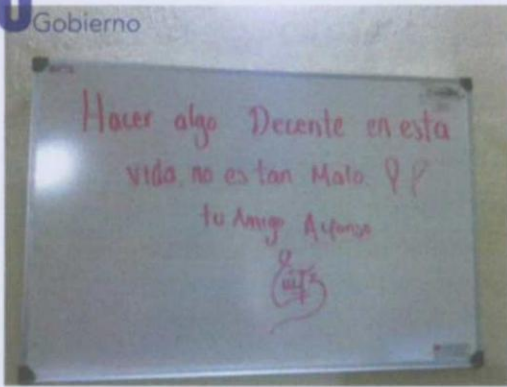 Gobierno
Hacer algo Decente en esta
vida, no es tan Malo.
tu Amigo Alfonso